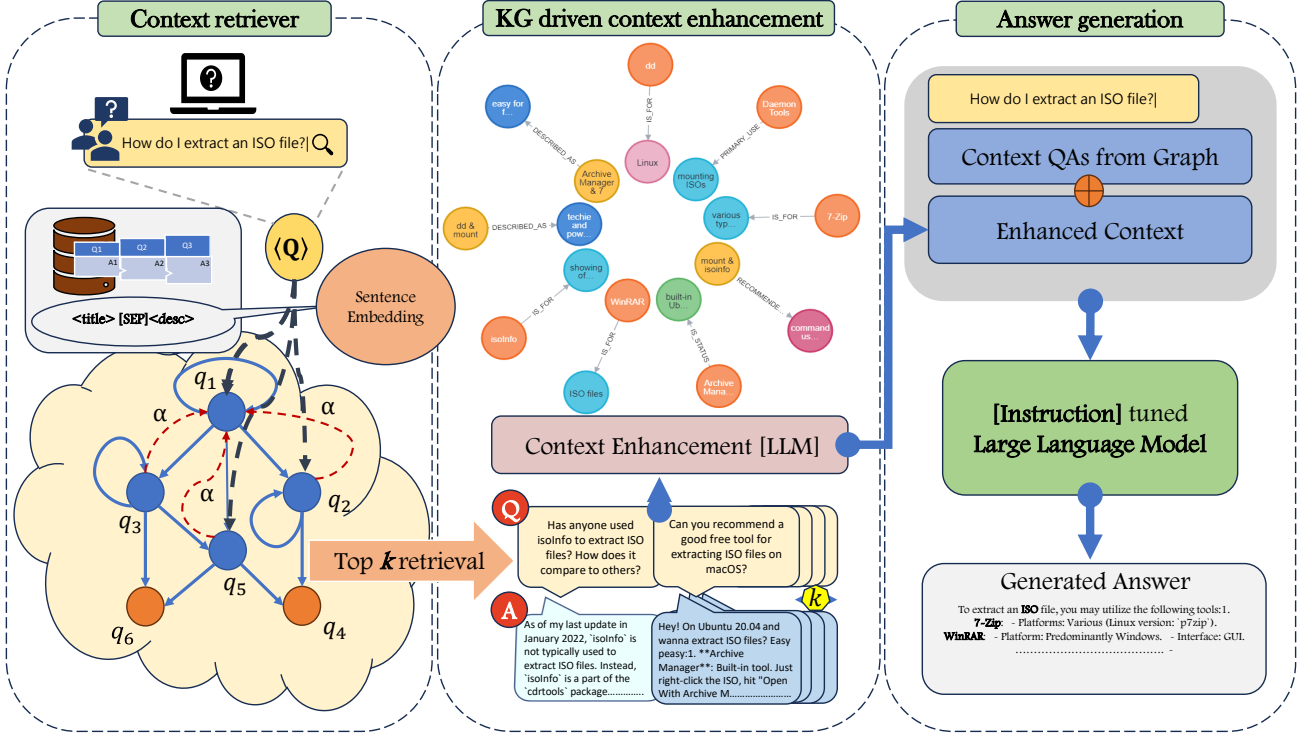 Context retriever
How do I extract an ISO file?|
⟨Q⟩
Q1
Q2
Q3
A1
A2
A3
<title> [SEP]<desc>
Sentence
Embedding
q1
α
α
α
q3
q2
q5
q6
q4
Top k retrieval
KG driven context enhancement
dd
IS_FOR
Linux
easy for
f...
DESCRIBED_AS
Archive
Manager
& 7
Daemon
Tools
PRIMARY_USE
mounting
ISOs
dd &
mount
DESCRIBED_AS
techie
and
pow...
various
typ...
IS_FOR
7-Zip
showing
of...
IS_FOR
isoInfo
WinRAR
IS_FOR
ISO files
mount &
isoinfo
RECOMMENDE...
command
us...
built-in
Ub...
IS_STATUS
Archive
Mana...
Context Enhancement [LLM]
Q
Has anyone used
isoInfo to extract ISO
files? How does it
compare to others?
Can you recommend a
good free tool for
extracting ISO files on
macOS?
k
A
As of my last update in
January 2022, `isoInfo` is
not typically used to
extract ISO files. Instead,
`isoInfo` is a part of the
`cdrtools` package..............
Hey! On Ubuntu 20.04 and
wanna extract ISO files? Easy
peasy:1. **Archive
Manager**: Built-in tool. Just
right-click the ISO, hit "Open
With Archive M.......................
Answer generation
How do I extract an ISO file?|
Context QAs from Graph
Enhanced Context
[Instruction] tuned
Large Language Model
Generated Answer
To extract an ISO file, you may utilize the following tools:1.
7-Zip: - Platforms: Various (Linux version: `p7zip`).
WinRAR: - Platform: Predominantly Windows. - Interface: GUI.
..................................... -